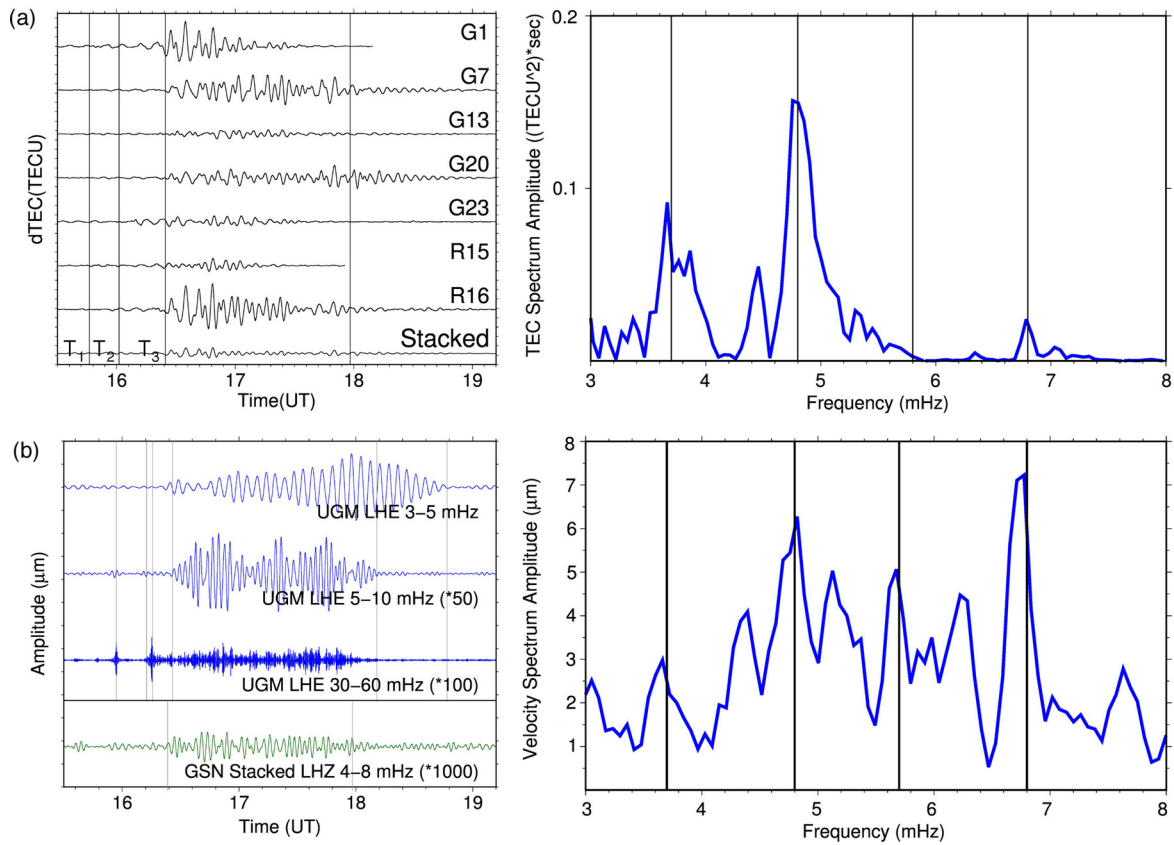 (a)
dTEC(TECU)
G1
G7
G13
G20
G23
R15
R16
Stacked
T1 T2 T3
16 17 18 19
Time(UT)
TEC Spectrum Amplitude ((TECU^2)*sec)
0.2
0.1
0
3 4 5 6 7 8
Frequency (mHz)
(b)
Amplitude (μm)
UGM LHE 3−5 mHz
UGM LHE 5−10 mHz (*50)
UGM LHE 30−60 mHz (*100)
GSN Stacked LHZ 4−8 mHz (*1000)
16 17 18 19
Time (UT)
Velocity Spectrum Amplitude (μm)
8
7
6
5
4
3
2
1
3 4 5 6 7 8
Frequency (mHz)